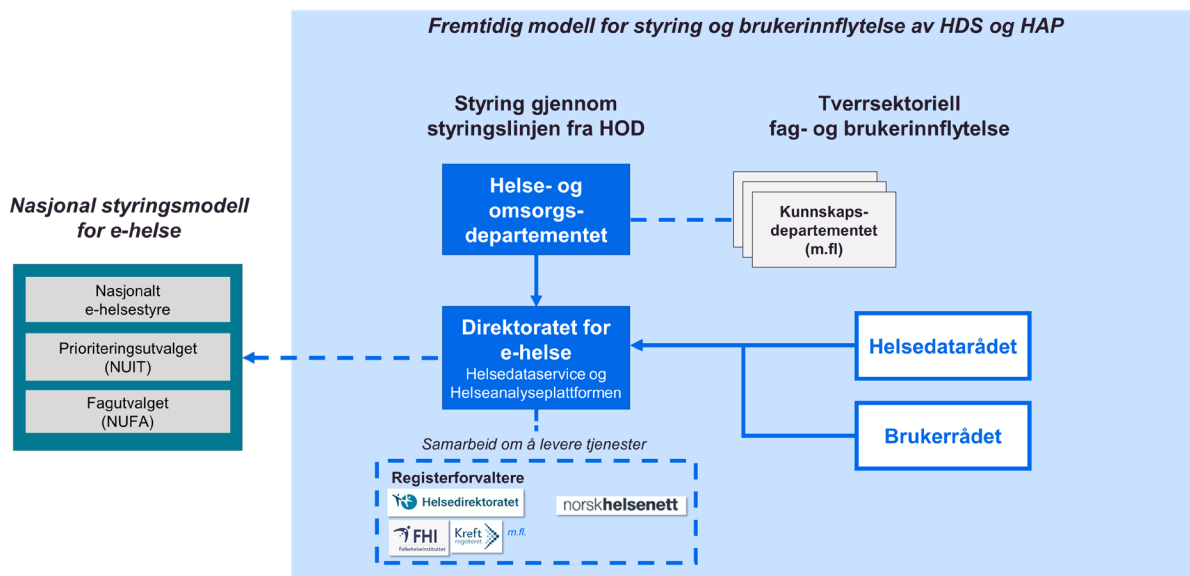 Fremtidig modell for styring og brukerinnflytelse av HDS og HAP
Styring gjennom
styringslinjen fra HOD
Tverrsektoriell
fag- og brukerinnflytelse
Helse- og
omsorgs-
departementet
Kunnskaps-
departementet
(m.fl)
Nasjonal styringsmodell
for e-helse
Nasjonalt
e-helsestyre
Prioriteringsutvalget
(NUIT)
Fagutvalget
(NUFA)
Direktoratet for
e-helse
Helsedataservice og
Helseanalyseplattformen
Helsedatarådet
Brukerrådet
Samarbeid om å levere tjenester
Registerforvaltere
Helsedirektoratet
norskhelsenett
FHI
Folkehelseinstituttet
Kreft
registeret
m.fl.